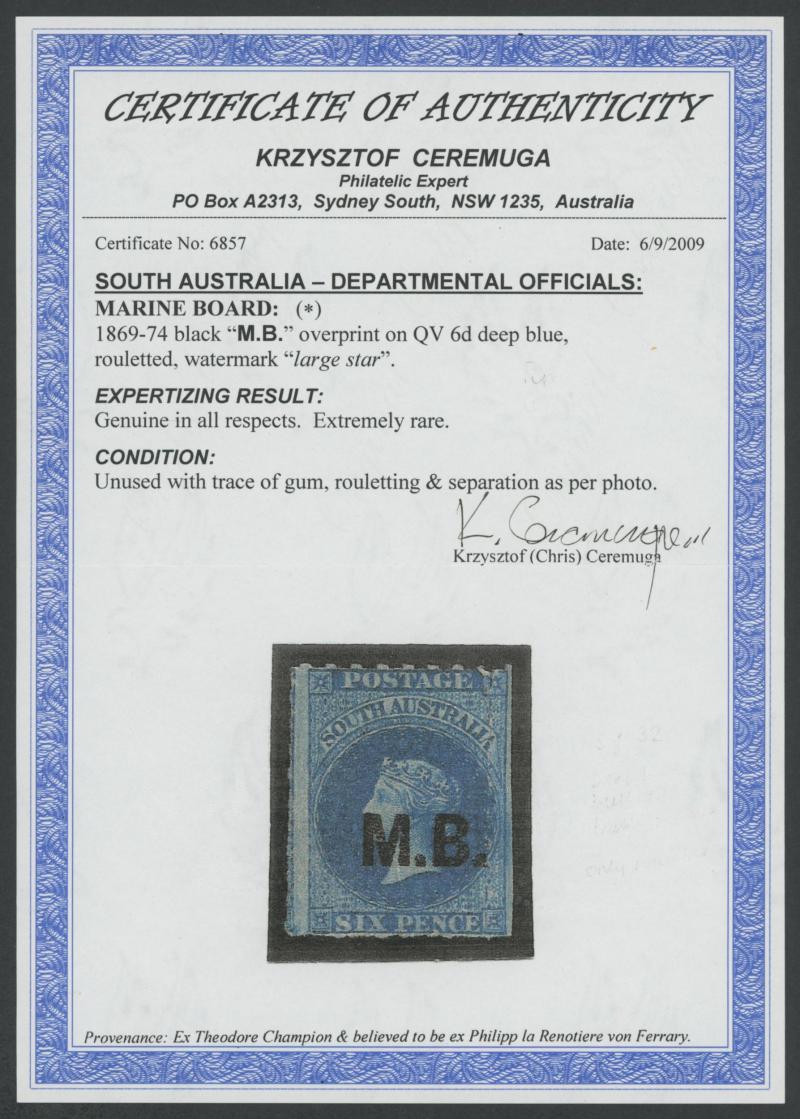 CERTIFICATE OF AUTHENTICITY
KRZYSZTOF CEREMUGA
Philatelic Expert
PO Box A2313, Sydney South, NSW 1235, Australia
Certificate No: 6857 Date: 6/9/2009
SOUTH AUSTRALIA – DEPARTMENTAL OFFICIALS:
MARINE BOARD: (*)
1869-74 black “M.B.” overprint on QV 6d deep blue,
rouletted, watermark “large star”.
EXPERTIZING RESULT:
Genuine in all respects. Extremely rare.
CONDITION:
Unused with trace of gum, rouletting & separation as per photo.
K. Ceremuga
Krzysztof (Chris) Ceremuga
POSTAGE
SOUTH AUSTRALIA
M.B.
SIX PENCE
32
only
Provenance: Ex Theodore Champion & believed to be ex Philipp la Renotiere von Ferrary.